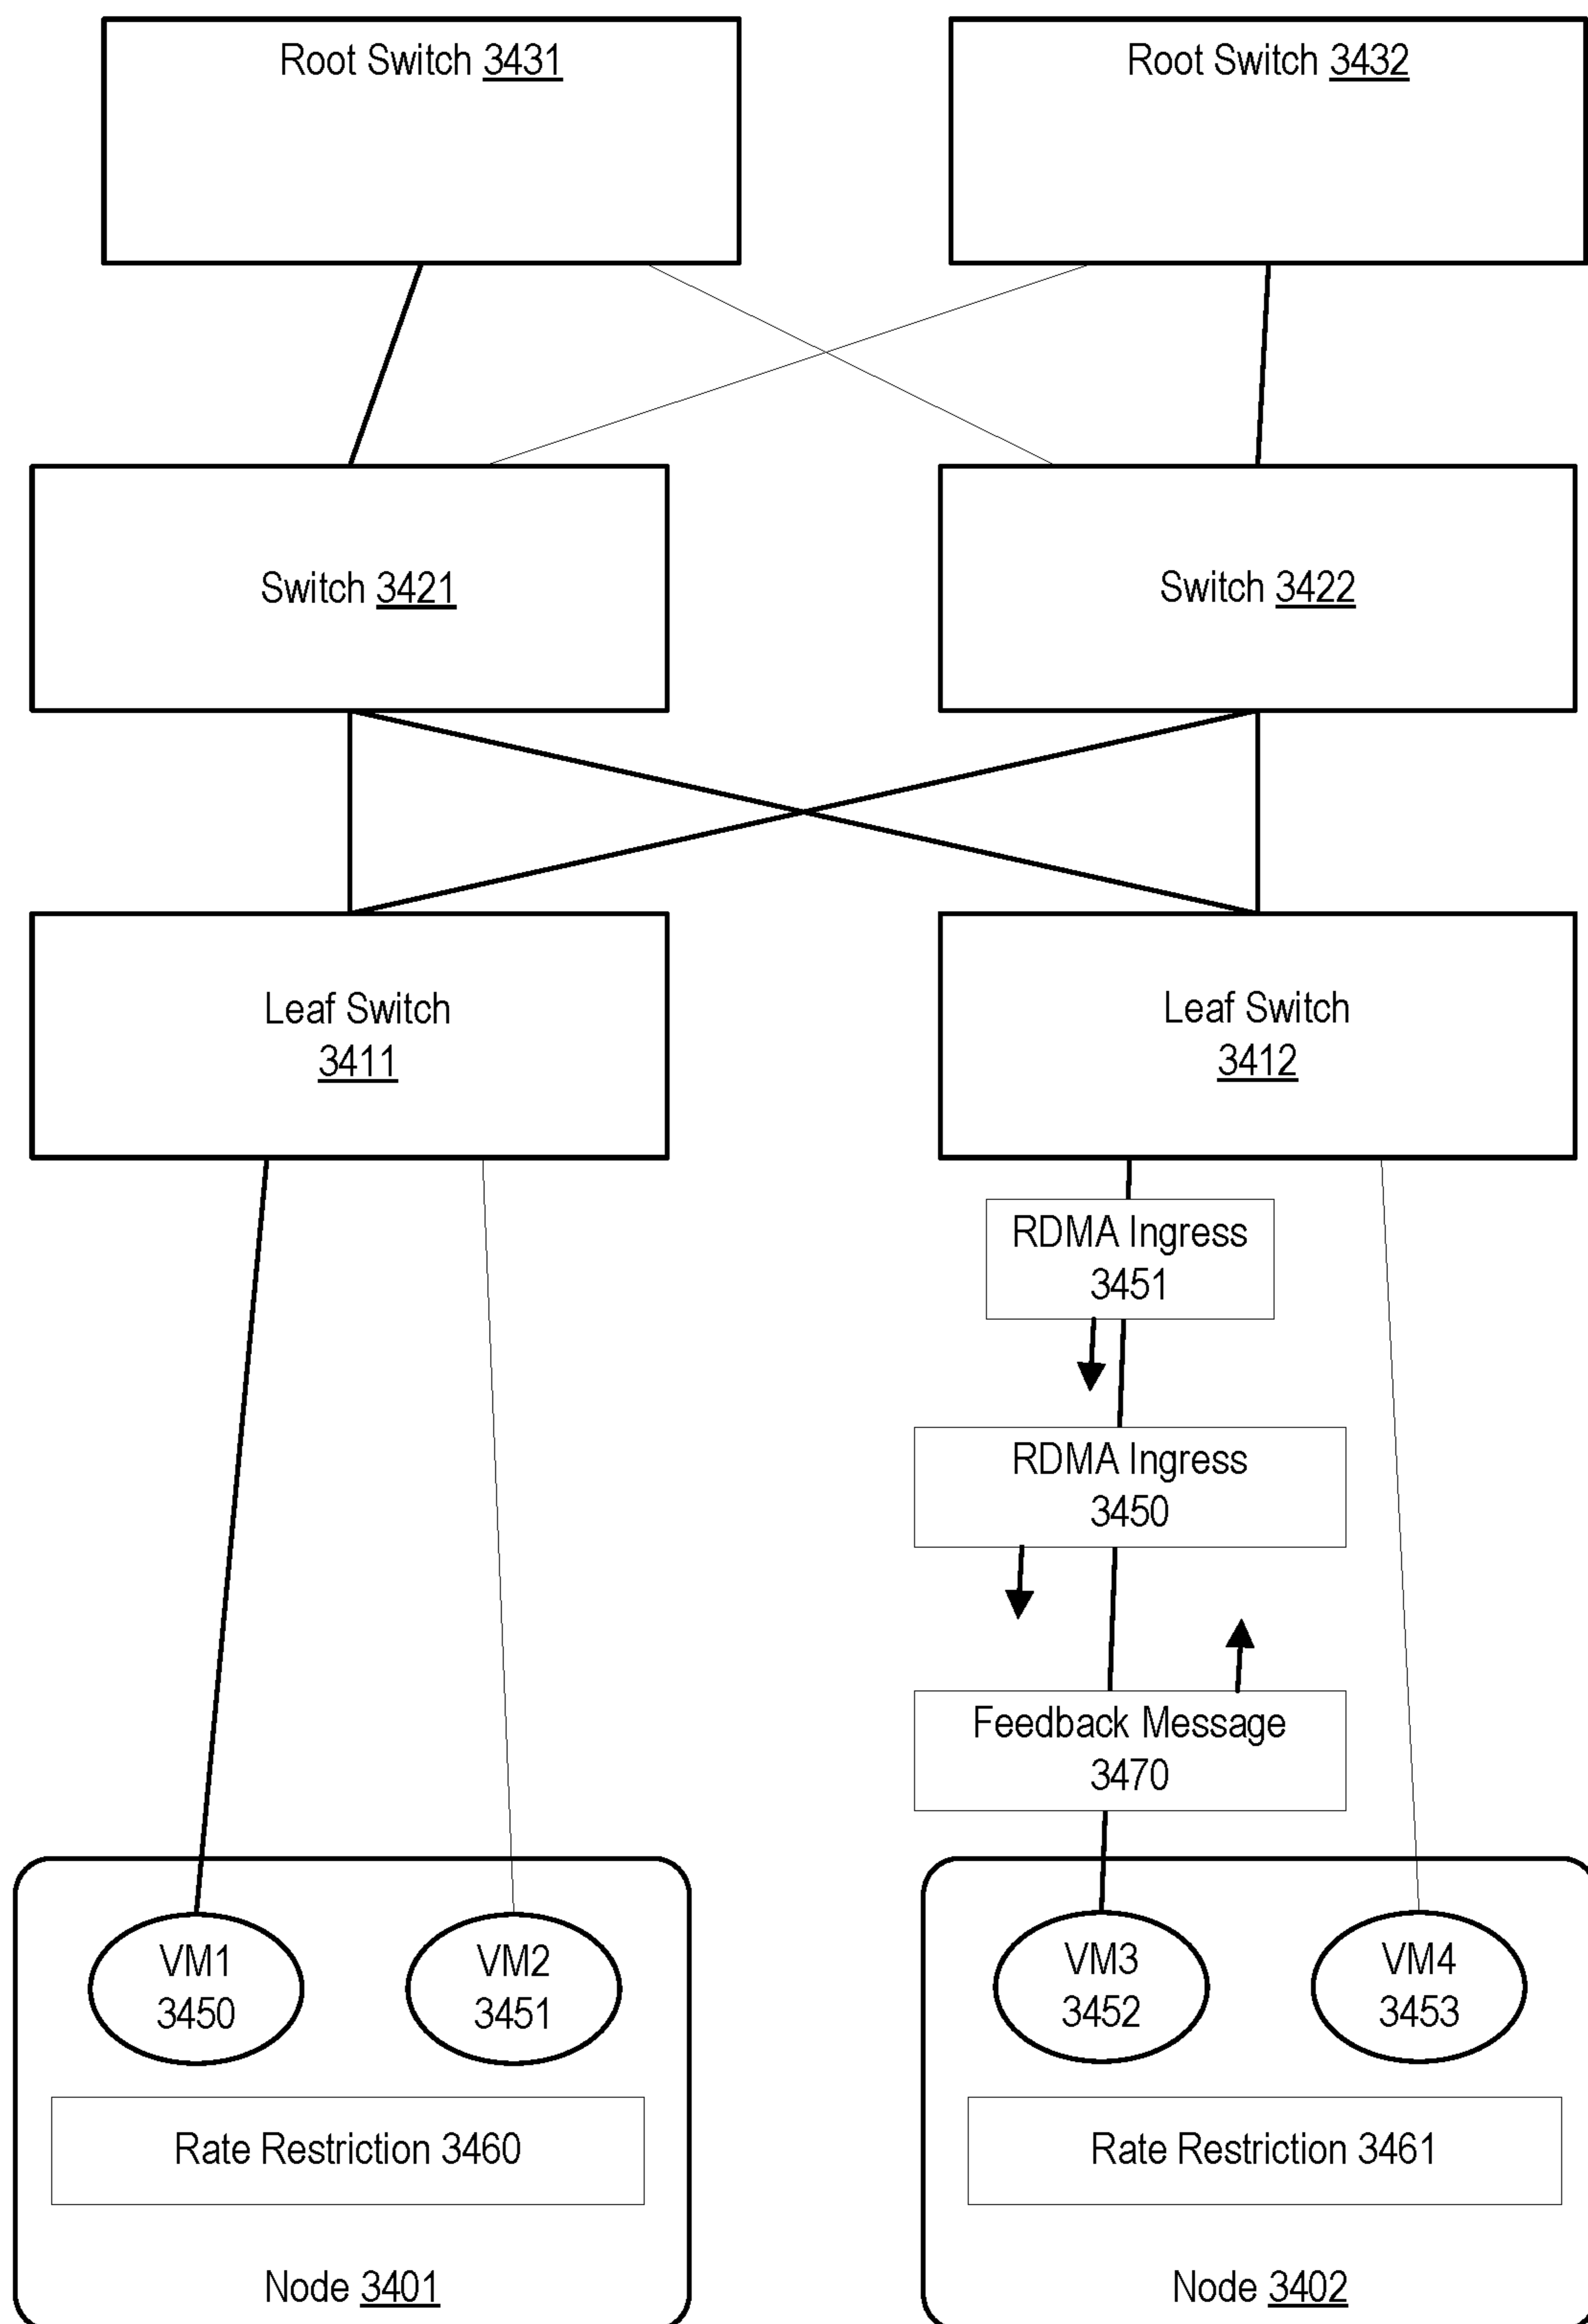 Root Switch 3431
Root Switch 3432
Switch 3421
Switch 3422
Leaf Switch
3411
Leaf Switch
3412
RDMA Ingress
3451
RDMA Ingress
3450
Feedback Message
3470
VM1
3450
VM2
3451
VM3
3452
VM4
3453
Rate Restriction 3460
Rate Restriction 3461
Node 3401
Node 3402